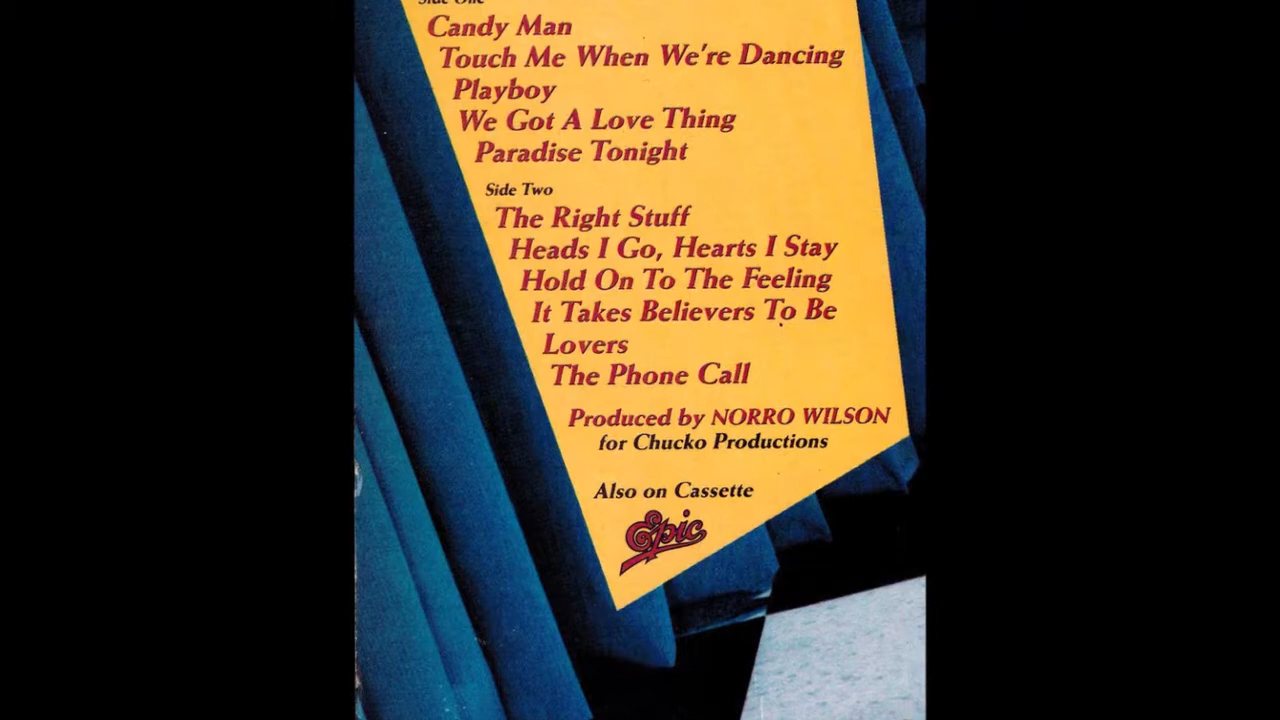 Side One
Candy Man
Touch Me When We're Dancing
Playboy
We Got A Love Thing
Paradise Tonight
Side Two
The Right Stuff
Heads I Go, Hearts I Stay
Hold On To The Feeling
It Takes Believers To Be
Lovers
The Phone Call
Produced by NORRO WILSON
for Chucko Productions
Also on Cassette
Epic